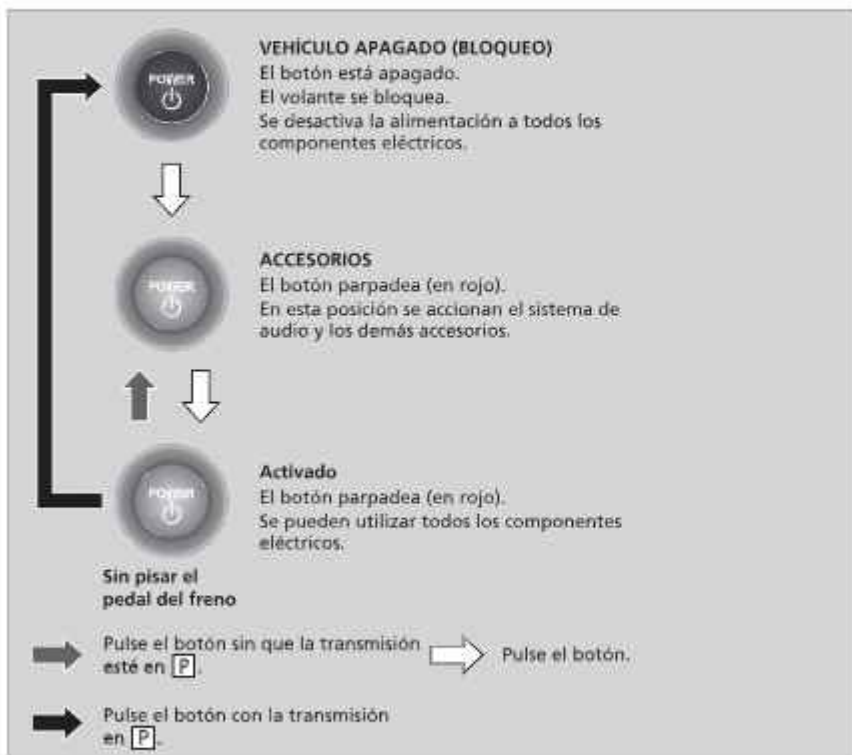 VEHÍCULO APAGADO (BLOQUEO)
POWER
El botón está apagado.
El volante se bloquea.
Se desactiva la alimentación a todos los
componentes eléctricos.
ACCESORIOS
POWER
El botón parpadea (en rojo).
En esta posición se accionan el sistema de
audio y los demás accesorios.
Activado
POWER
El botón parpadea (en rojo).
Se pueden utilizar todos los componentes
eléctricos.
Sin pisar el
pedal del freno
Pulse el botón sin que la transmisión
esté en P.
Pulse el botón.
Pulse el botón con la transmisión
en P.